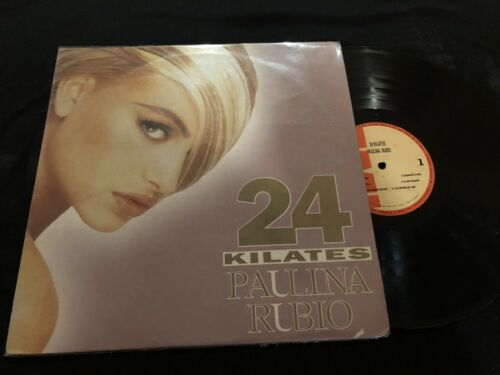 24
KILATES
PAULINA
RUBIO
24 KILATES
PAULINA RUBIO
1